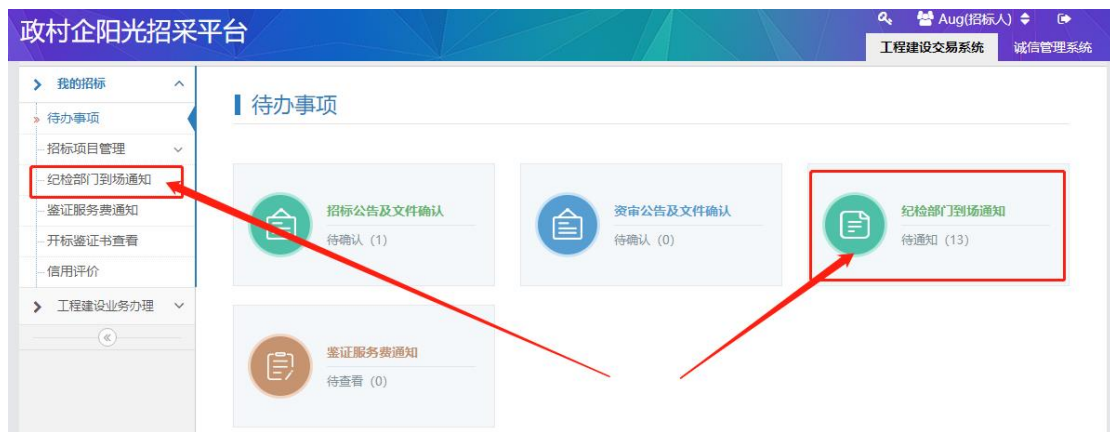 政村企阳光招采平台
Aug(招标人)
工程建设交易系统 诚信管理系统
我的招标
待办事项
招标项目管理
纪检部门到场通知
鉴证服务费通知
开标鉴证书查看
信用评价
工程建设业务办理
待办事项
招标公告及文件确认
待确认 (1)
资审公告及文件确认
待确认 (0)
纪检部门到场通知
待通知 (13)
鉴证服务费通知
待查看 (0)